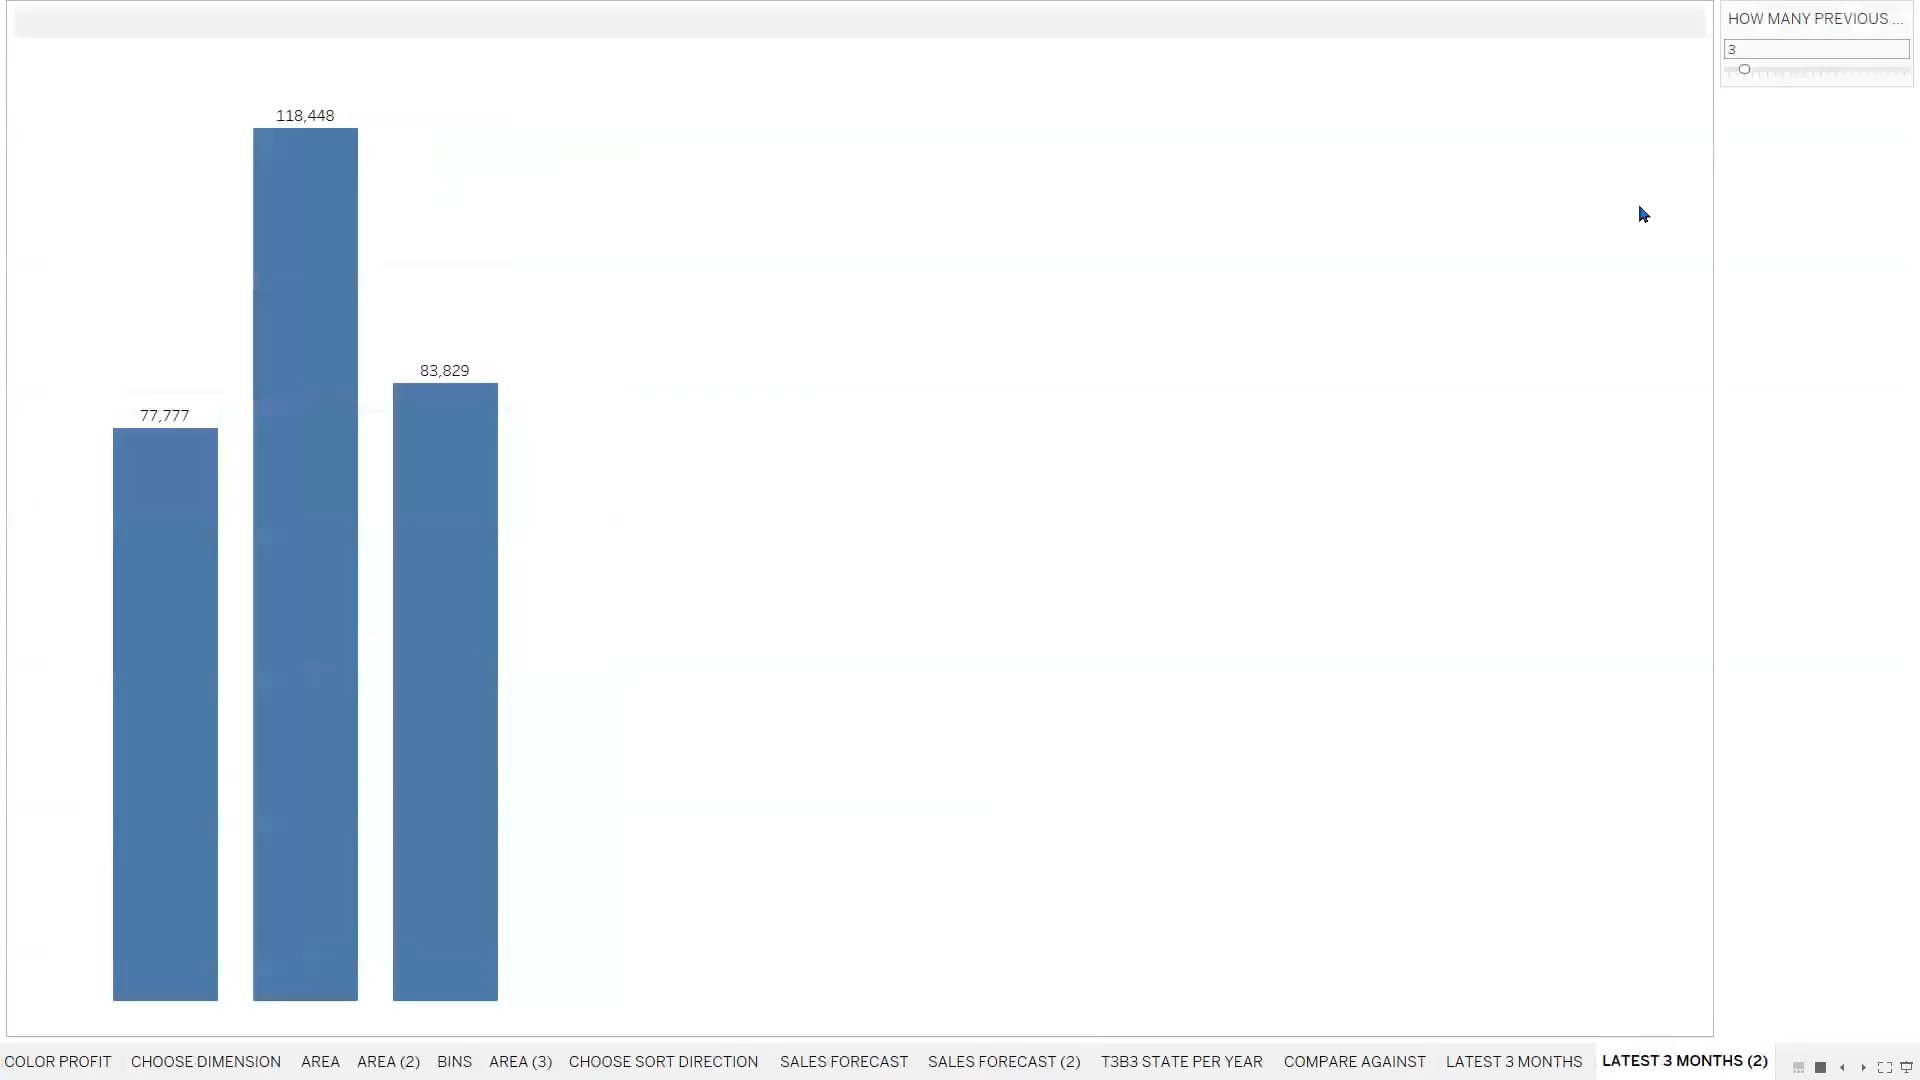 HOW MANY PREVIOUS ...
3
118,448
83,829
77,777
COLOR PROFIT CHOOSE DIMENSION AREA AREA (2) BINS AREA (3) CHOOSE SORT DIRECTION SALES FORECAST SALES FORECAST (2) T3B3 STATE PER YEAR COMPARE AGAINST LATEST 3 MONTHS LATEST 3 MONTHS (2)